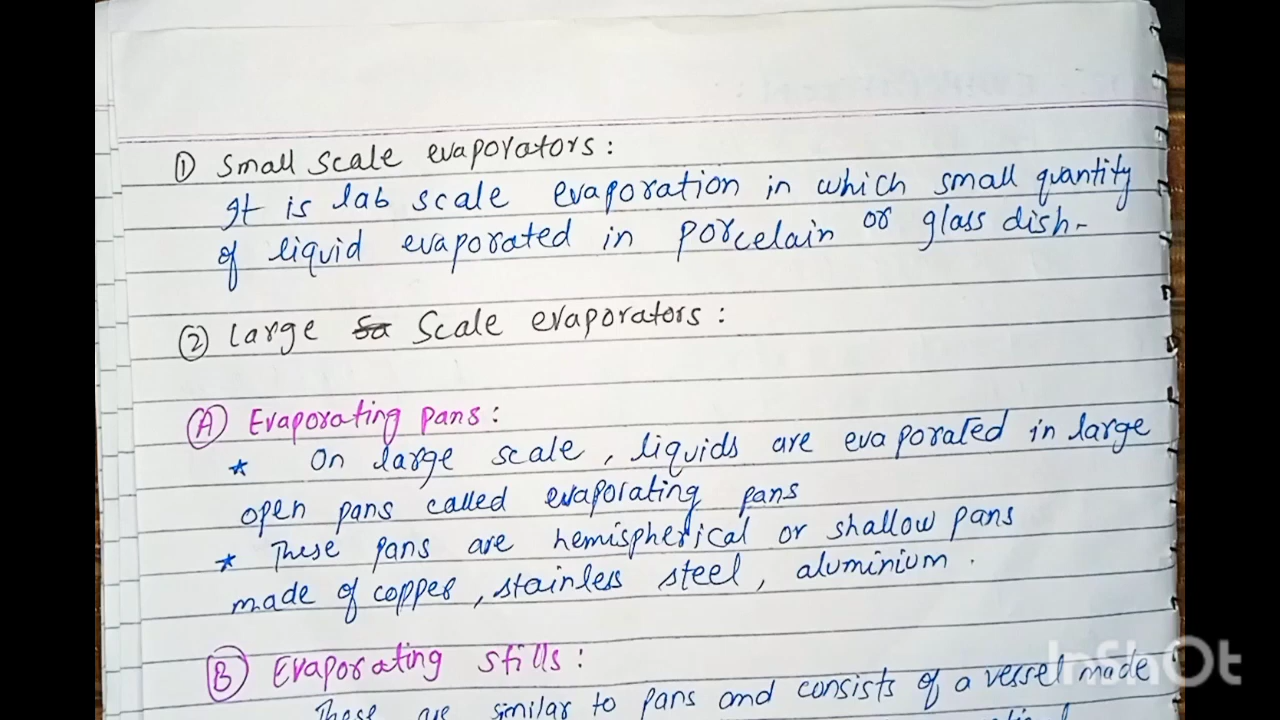 ① Small scale evaporators :
It is lab scale evaporation in which small quantity
of liquid evaporated in porcelain or glass dish-
② Large Scale evaporators :
Ⓐ Evaporating pans :
* On large scale, liquids are evaporated in large
open pans called evaporating pans
* These pans are hemispherical or shallow pans
made of copper, stainless steel, aluminium .
Ⓑ Evaporating stills :
These are similar to pans and consists of a vessel made
InShOt